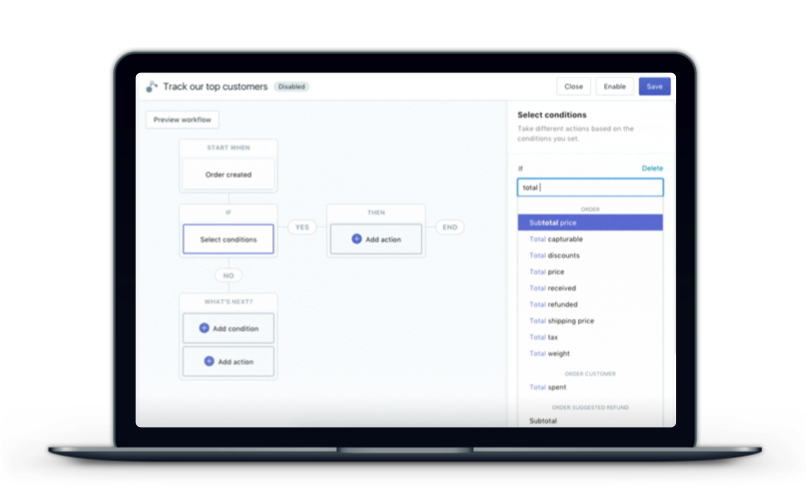 Track our top customers Disabled Close Enable Save
Preview workflow
START WHEN
Order created
IF
Select conditions
YES
THEN
Add action
END
NO
WHAT'S NEXT?
Add condition
Add action
Select conditions
Take different actions based on the
conditions you set.
If Delete
total
ORDER
Subtotal price
Total capturable
Total discounts
Total price
Total received
Total refunded
Total shipping price
Total tax
Total weight
ORDER CUSTOMER
Total spent
ORDER SUGGESTED REFUND
Subtotal